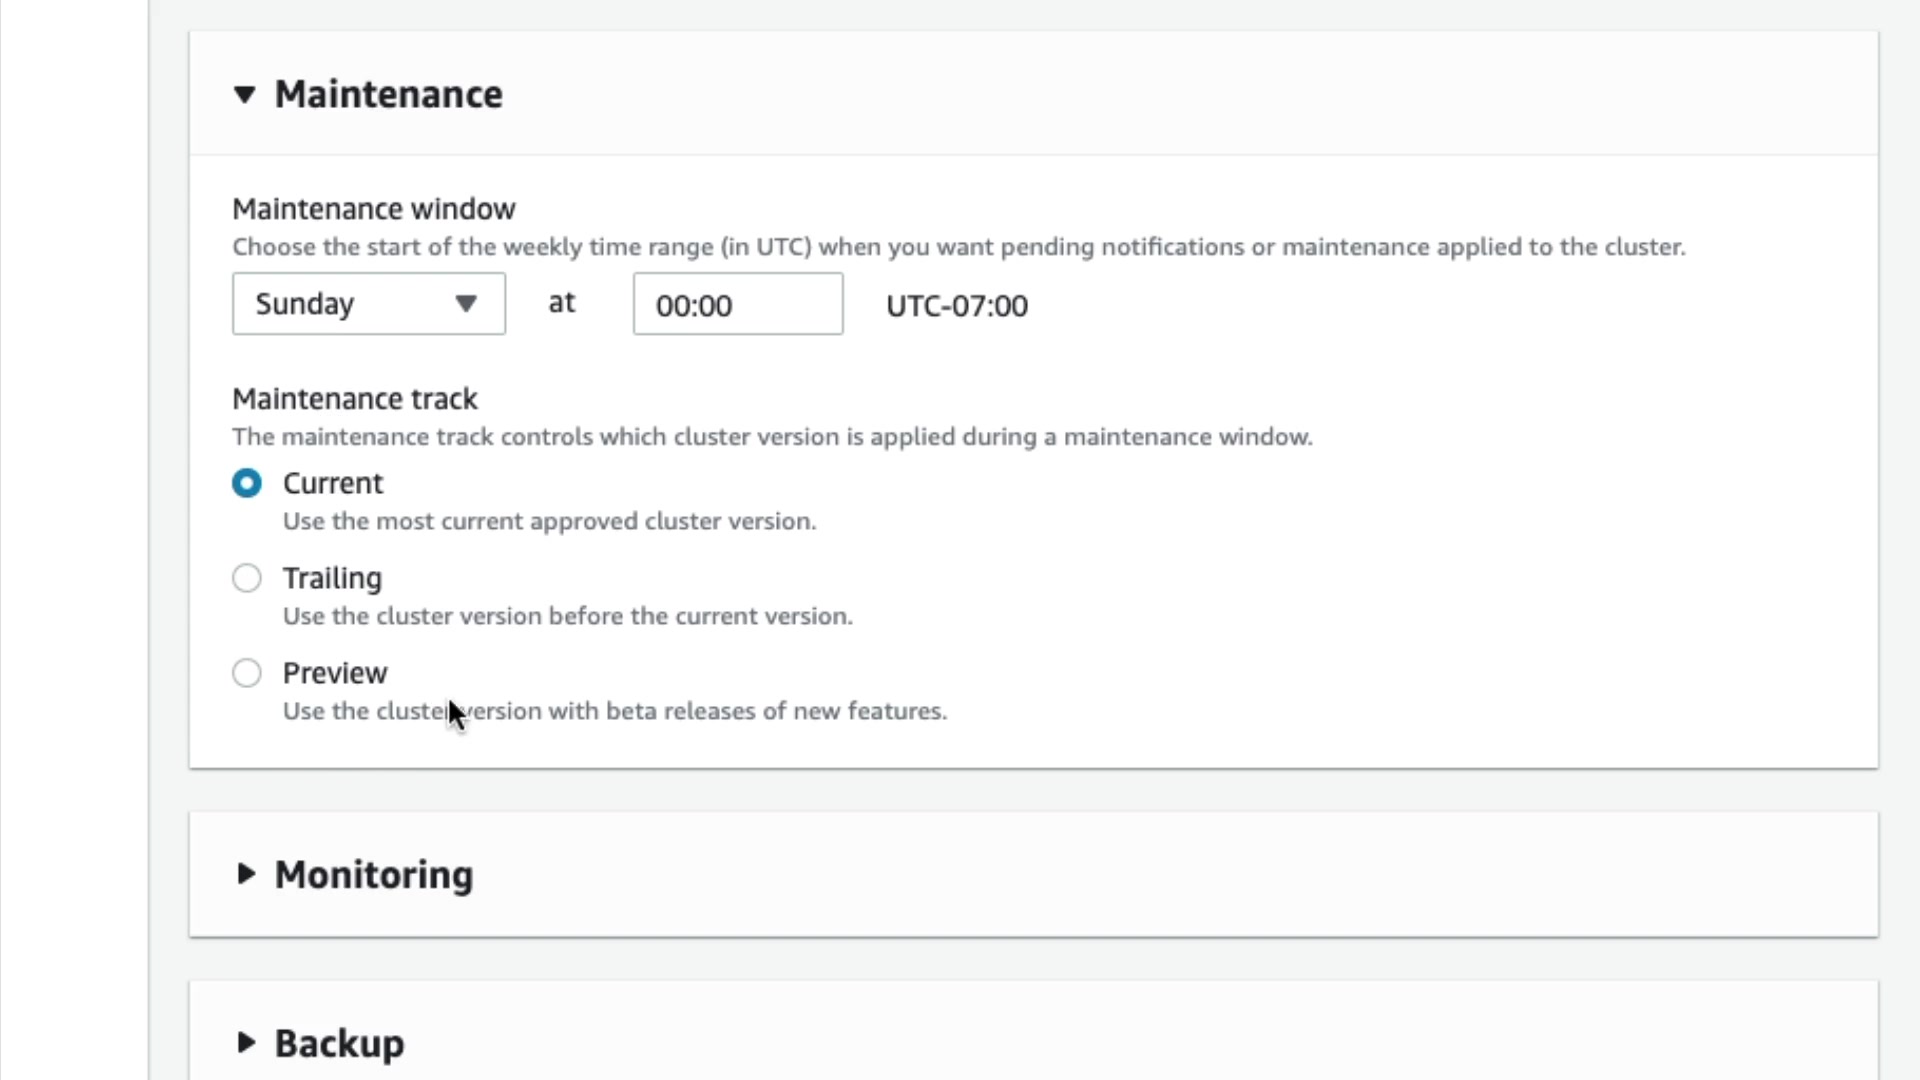 Maintenance
Maintenance window
Choose the start of the weekly time range (in UTC) when you want pending notifications or maintenance applied to the cluster.
Sunday at 00:00 UTC-07:00
Maintenance track
The maintenance track controls which cluster version is applied during a maintenance window.
Current
Use the most current approved cluster version.
Trailing
Use the cluster version before the current version.
Preview
Use the cluster version with beta releases of new features.
Monitoring
Backup